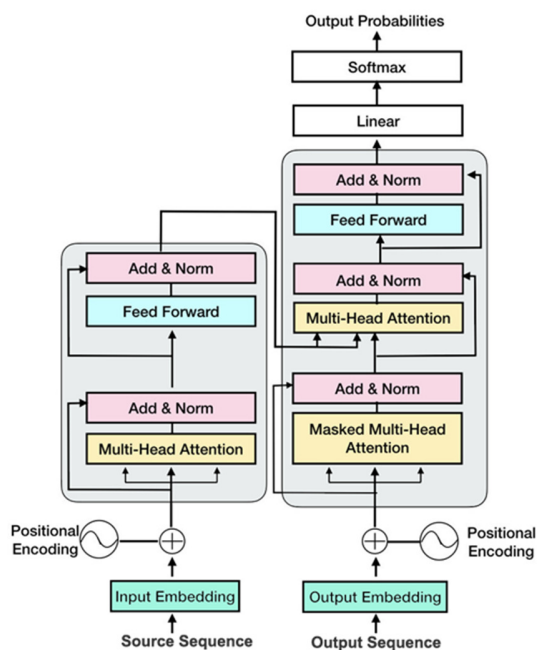 Output Probabilities
Softmax
Linear
Add & Norm
Feed Forward
Add & Norm
Multi-Head Attention
Add & Norm
Masked Multi-Head
Attention
Add & Norm
Feed Forward
Add & Norm
Multi-Head Attention
Positional
Encoding
Positional
Encoding
Input Embedding
Output Embedding
Source Sequence
Output Sequence